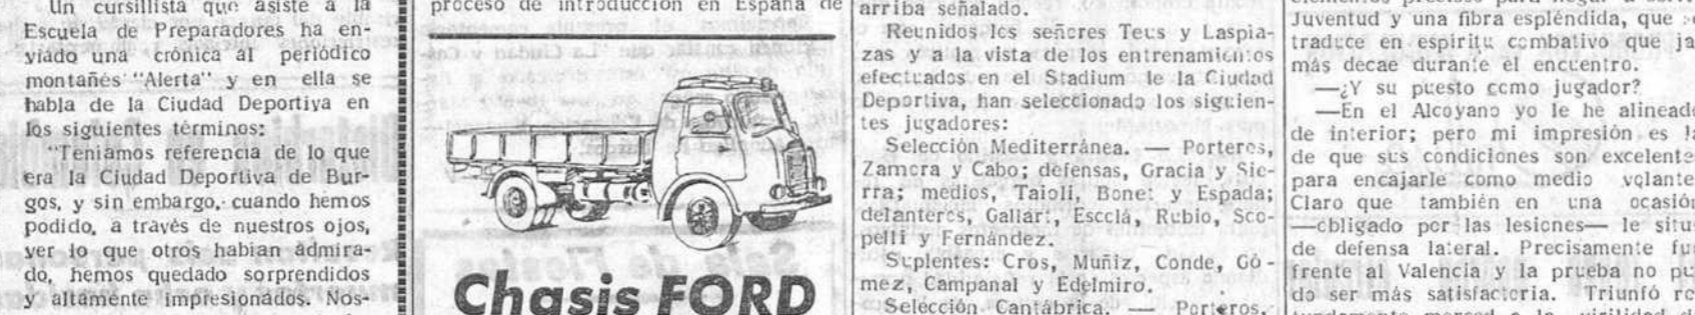 Un cursillista que asiste a la
Escuela de Preparadores ha en-
viado una crónica al periódico
montañés "Alerta" y en ella se
habla de la Ciudad Deportiva en
los siguientes términos:
"Teníamos referencia de lo que
era la Ciudad Deportiva de Bur-
gos, y sin embargo, cuando hemos
podido, a través de nuestros ojos,
ver lo que otros habían admira-
do, hemos quedado sorprendidos
y altamente impresionados. Nos-
proceso de introducción en España de
Chasis FORD
arriba señalado.
Reunidos los señores Teus y Laspia-
zas y a la vista de los entrenamientos
efectuados en el Stadium de la Ciudad
Deportiva, han seleccionado los siguien-
tes jugadores:
Selección Mediterránea. — Porteros,
Zamora y Cabo; defensas, Gracia y Sie-
rra; medios, Taioli, Bonet y Espada;
delanteros, Gallart, Escolá, Rubio, Sco-
pelli y Fernández.
Suplentes: Cros, Muñiz, Conde, Gó-
mez, Campanal y Edelmiro.
Selección Cantábrica. — Porteros,
Juventud y una fibra espléndida, que se
traduce en espíritu combativo que ja-
más decae durante el encuentro.
—¿Y su puesto como jugador?
—En el Alcoyano yo le he alineado
de interior; pero mi impresión es la
de que sus condiciones son excelentes
para encajarle como medio volante.
Claro que también en una ocasión
—obligado por las lesiones— le situé
de defensa lateral. Precisamente fue
frente al Valencia y la prueba no pu-
do ser más satisfactoria. Triunfó ro-